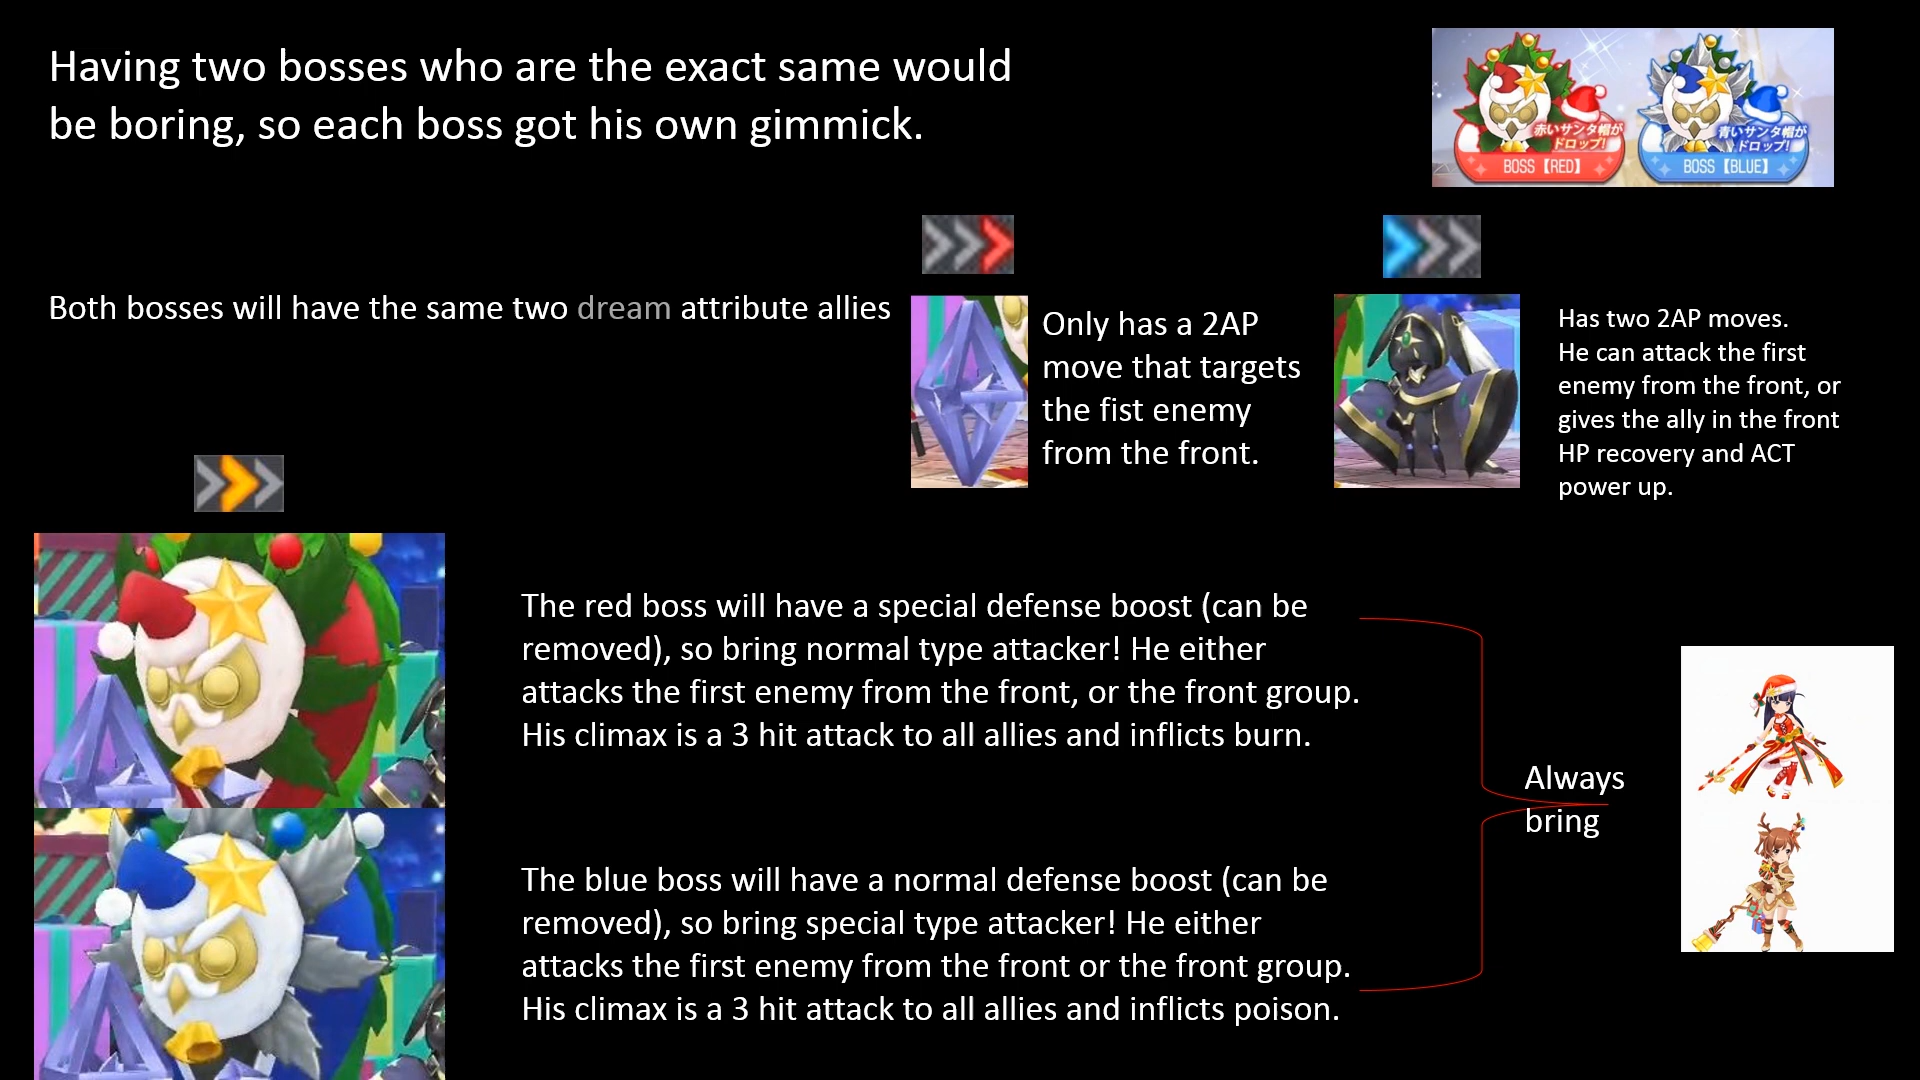 Having two bosses who are the exact same would
be boring, so each boss got his own gimmick.
赤いサンタ帽が
ドロップ!
BOSS【RED】
青いサンタ帽が
ドロップ!
BOSS【BLUE】
Both bosses will have the same two dream attribute allies
Only has a 2AP
move that targets
the fist enemy
from the front.
Has two 2AP moves.
He can attack the first
enemy from the front, or
gives the ally in the front
HP recovery and ACT
power up.
The red boss will have a special defense boost (can be
removed), so bring normal type attacker! He either
attacks the first enemy from the front, or the front group.
His climax is a 3 hit attack to all allies and inflicts burn.
The blue boss will have a normal defense boost (can be
removed), so bring special type attacker! He either
attacks the first enemy from the front or the front group.
His climax is a 3 hit attack to all allies and inflicts poison.
Always
bring